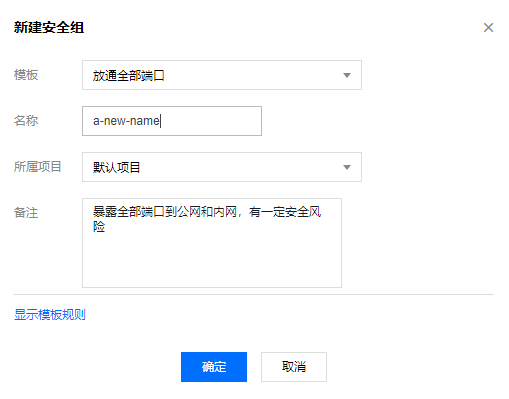 新建安全组
模板 放通全部端口
名称 a-new-name
所属项目 默认项目
备注 暴露全部端口到公网和内网，有一定安全风
险
显示模板规则
确定 取消